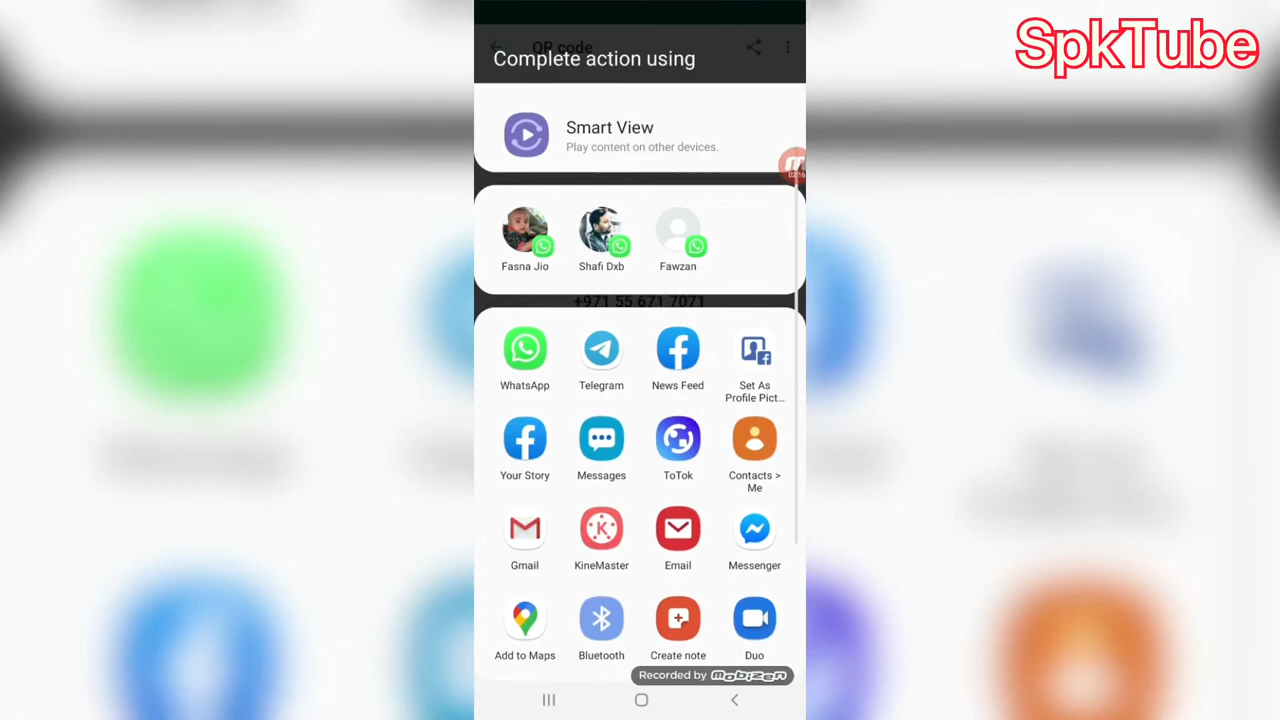 SpkTube
QR code
Complete action using
Smart View
Play content on other devices.
02:16
Fasna Jio
Shafi Dxb
Fawzan
+971 55 671 7071
WhatsApp
Telegram
News Feed
Set As
Profile Pict...
Your Story
Messages
ToTok
Contacts >
Me
Gmail
KineMaster
Email
Messenger
Add to Maps
Bluetooth
Create note
Duo
Recorded by mobizen